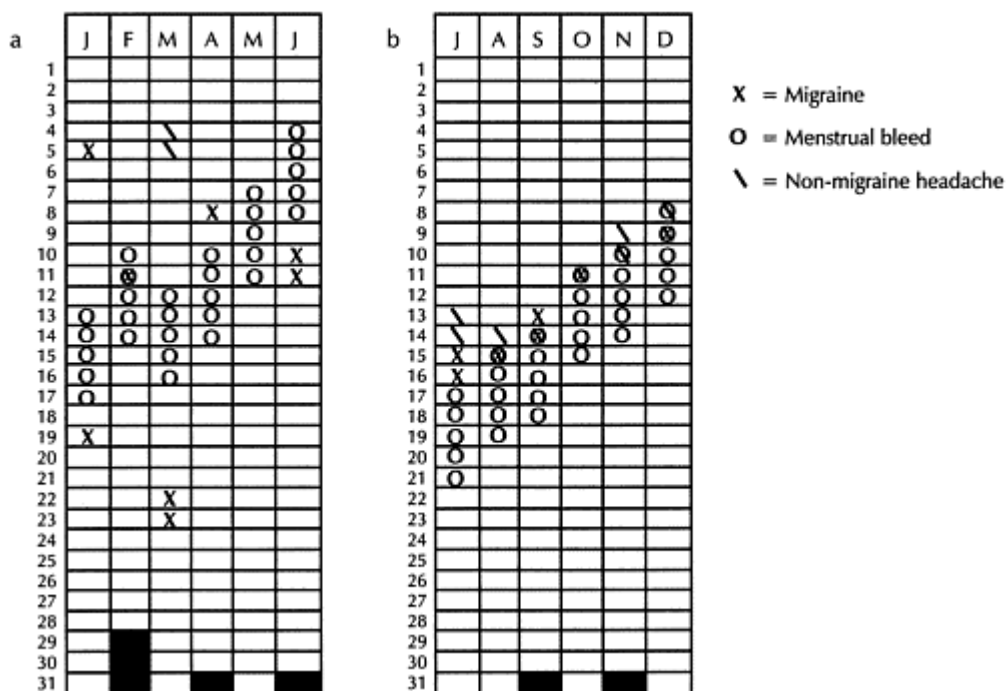 a J F M A M J
1
2
3
4 \ O
5 X \ O
6 O
7 O O
8 X O O
9 O
10 O O O X
11 ⊗ O O X
12 O O O
13 O O O O
14 O O O O
15 O O
16 O O
17 O
18
19 X
20
21
22 X
23 X
24
25
26
27
28
29
30
31
b J A S O N D
1
2
3
4
5
6
7
8 ⍉
9 \ ⊗
10 ⍉ O
11 ⊗ O O
12 O O O
13 \ X O O
14 \ \ ⊗ O O
15 X ⊗ O O
16 X O O
17 O O O
18 O O O
19 O O
20 O
21 O
22
23
24
25
26
27
28
29
30
31
X = Migraine
O = Menstrual bleed
\ = Non-migraine headache